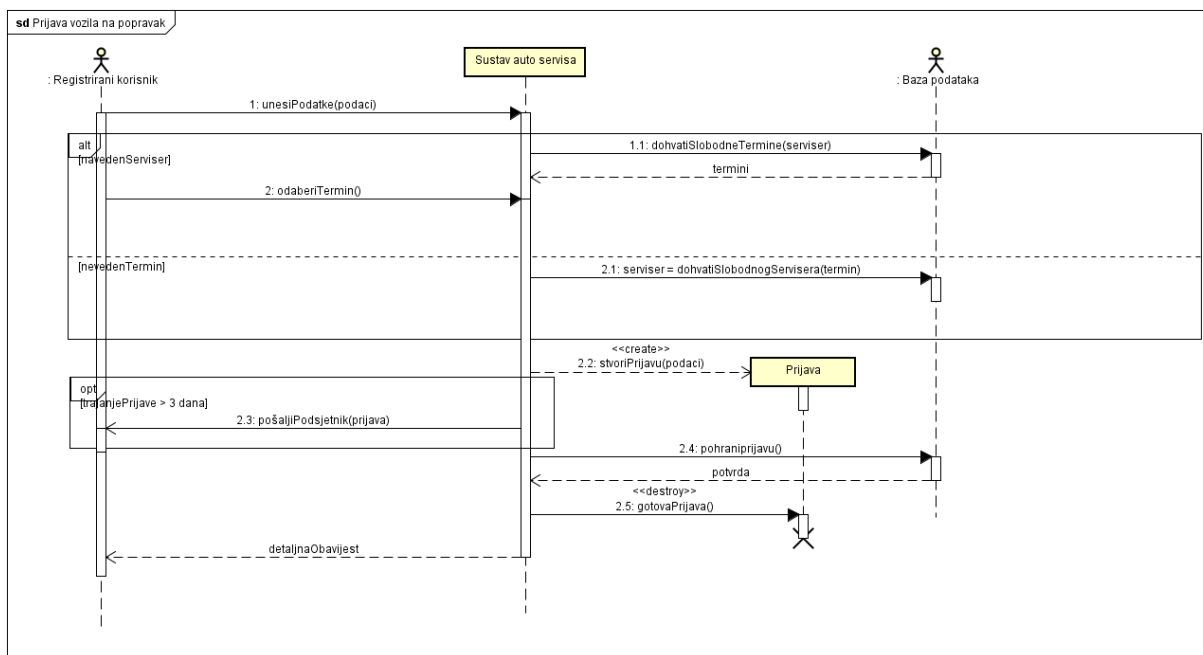 sd Prijava vozila na popravak
: Registrirani korisnik
Sustav auto servisa
: Baza podataka
1: unesiPodatke(podaci)
alt
[navedenServiser]
1.1: dohvatiSlobodneTermine(serviser)
termini
2: odaberiTermin()
[nevedenTermin]
2.1: serviser = dohvatiSlobodnogServisera(termin)
<<create>>
2.2: stvoriPrijavu(podaci)
Prijava
opt
[trajanjePrijave > 3 dana]
2.3: pošaljiPodsjetnik(prijava)
2.4: pohraniprijavu()
potvrda
<<destroy>>
2.5: gotovaPrijava()
detaljnaObavijest